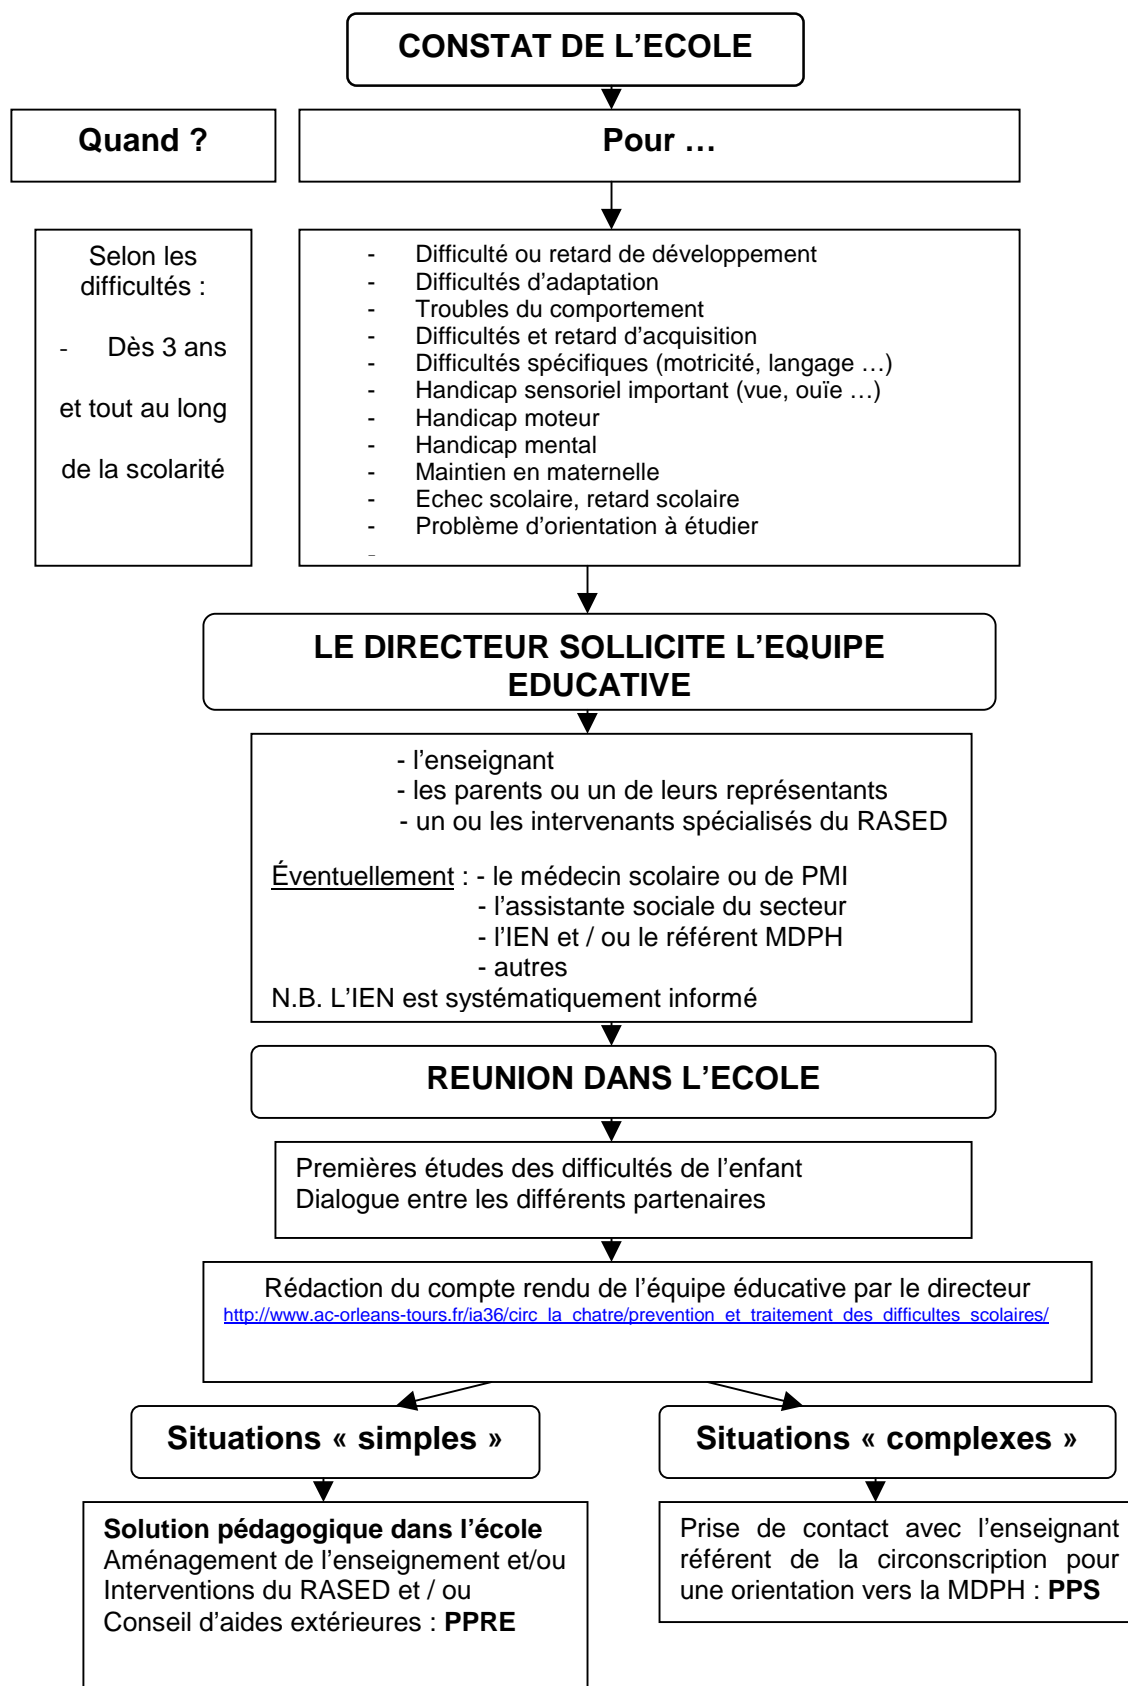 CONSTAT DE L’ECOLE
Quand ?
Pour …
Selon les
difficultés :
- Dès 3 ans
et tout au long
de la scolarité
- Difficulté ou retard de développement
- Difficultés d’adaptation
- Troubles du comportement
- Difficultés et retard d’acquisition
- Difficultés spécifiques (motricité, langage …)
- Handicap sensoriel important (vue, ouïe …)
- Handicap moteur
- Handicap mental
- Maintien en maternelle
- Echec scolaire, retard scolaire
- Problème d’orientation à étudier
-
LE DIRECTEUR SOLLICITE L’EQUIPE
EDUCATIVE
- l’enseignant
- les parents ou un de leurs représentants
- un ou les intervenants spécialisés du RASED
Éventuellement : - le médecin scolaire ou de PMI
- l’assistante sociale du secteur
- l’IEN et / ou le référent MDPH
- autres
N.B. L’IEN est systématiquement informé
REUNION DANS L’ECOLE
Premières études des difficultés de l’enfant
Dialogue entre les différents partenaires
Rédaction du compte rendu de l’équipe éducative par le directeur
http://www.ac-orleans-tours.fr/ia36/circ_la_chatre/prevention_et_traitement_des_difficultes_scolaires/
Situations « simples »
Situations « complexes »
Solution pédagogique dans l’école
Aménagement de l’enseignement et/ou
Interventions du RASED et / ou
Conseil d’aides extérieures : PPRE
Prise de contact avec l’enseignant
référent de la circonscription pour
une orientation vers la MDPH : PPS